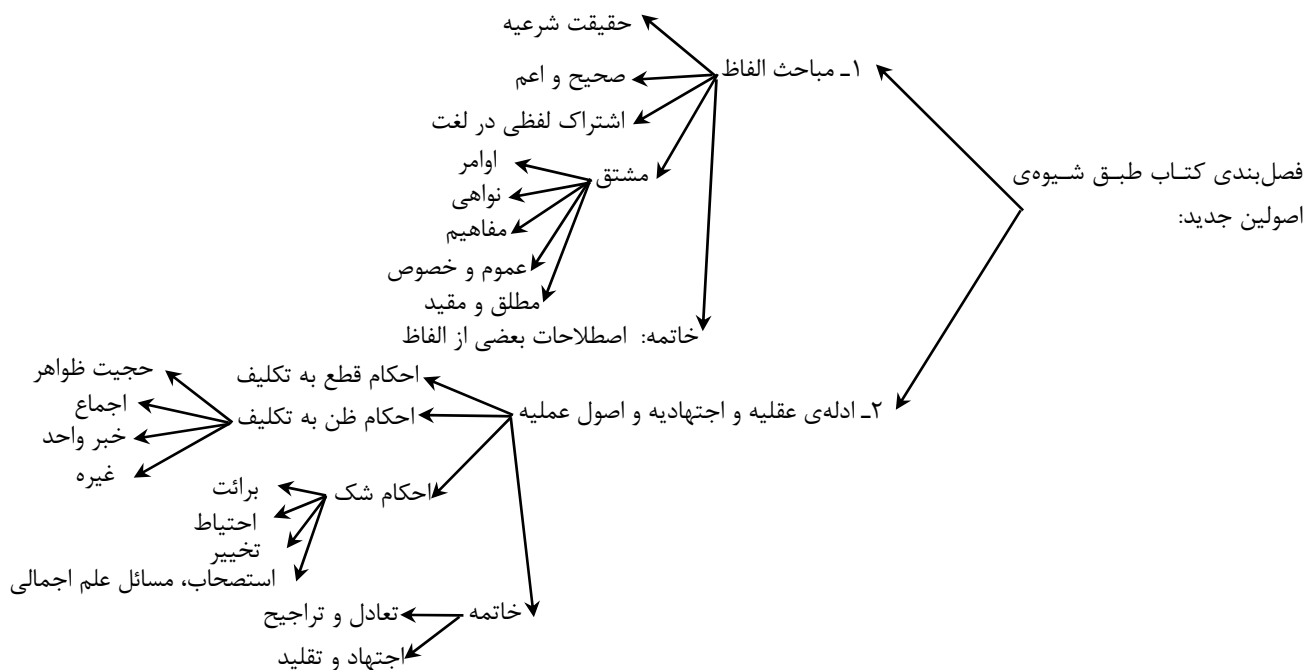 فصل‌بندی کتاب طبق شیوه‌ی
اصولین جدید:
۱ـ مباحث الفاظ
حقیقت شرعیه
صحیح و اعم
اشتراک لفظی در لغت
مشتق
اوامر
نواهی
مفاهیم
عموم و خصوص
مطلق و مقید
خاتمه: اصطلاحات بعضی از الفاظ
۲ـ ادله‌ی عقلیه و اجتهادیه و اصول عملیه
احکام قطع به تکلیف
احکام ظن به تکلیف
حجیت ظواهر
اجماع
خبر واحد
غیره
احکام شک
برائت
احتیاط
تخییر
استصحاب، مسائل علم اجمالی
خاتمه
تعادل و تراجیح
اجتهاد و تقلید